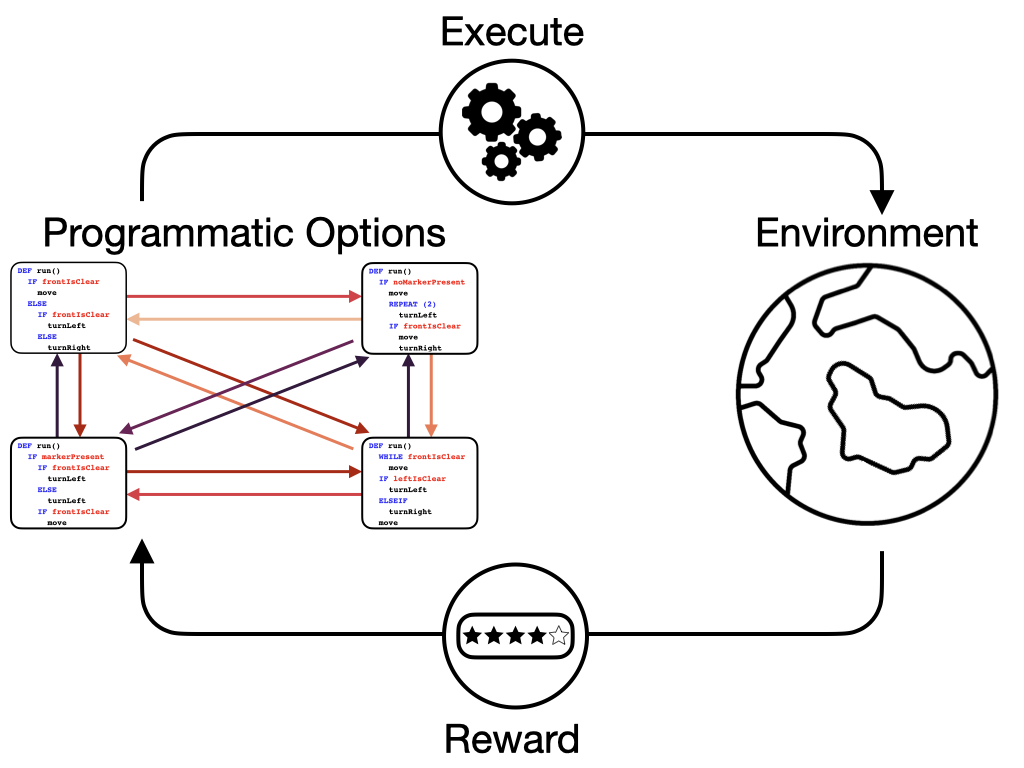 Execute
Programmatic Options
Environment
DEF run()
IF frontIsClear
move
ELSE
IF frontIsClear
turnLeft
ELSE
turnRight
DEF run()
IF noMarkerPresent
move
REPEAT (2)
turnLeft
IF frontIsClear
move
turnRight
DEF run()
IF markerPresent
IF frontIsClear
turnLeft
ELSE
turnLeft
IF frontIsClear
move
DEF run()
WHILE frontIsClear
move
IF leftIsClear
turnLeft
ELSEIF
turnRight
move
Reward